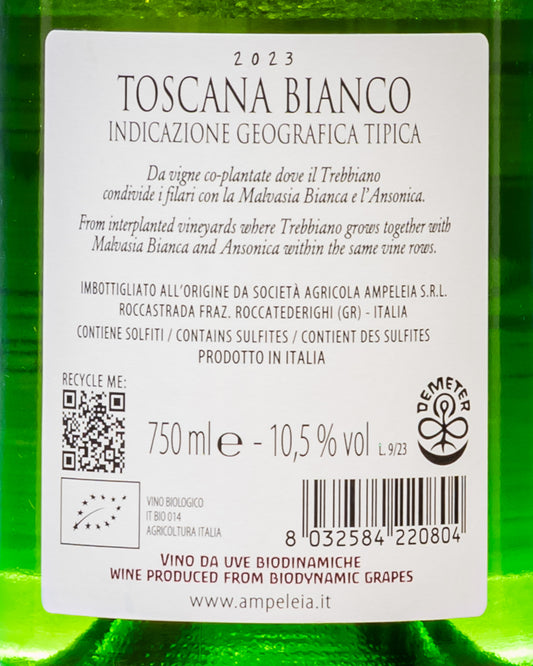 2023
TOSCANA BIANCO
INDICAZIONE GEOGRAFICA TIPICA
Da vigne co-plantate dove il Trebbiano
condivide i filari con la Malvasia Bianca e l'Ansonica.
From interplanted vineyards where Trebbiano grows together with
Malvasia Bianca and Ansonica within the same vine rows.
IMBOTTIGLIATO ALL'ORIGINE DA SOCIETÀ AGRICOLA AMPELEIA S.R.L.
ROCCASTRADA FRAZ. ROCCATEDERIGHI (GR) - ITALIA
CONTIENE SOLFITI / CONTAINS SULFITES / CONTIENT DES SULFITES
PRODOTTO IN ITALIA
RECYCLE ME:
750 ml e - 10,5 % vol L. 9/23
DEMETER
VINO BIOLOGICO
IT BIO 014
AGRICOLTURA ITALIA
8 032584 220804
VINO DA UVE BIODINAMICHE
WINE PRODUCED FROM BIODYNAMIC GRAPES
www.ampeleia.it